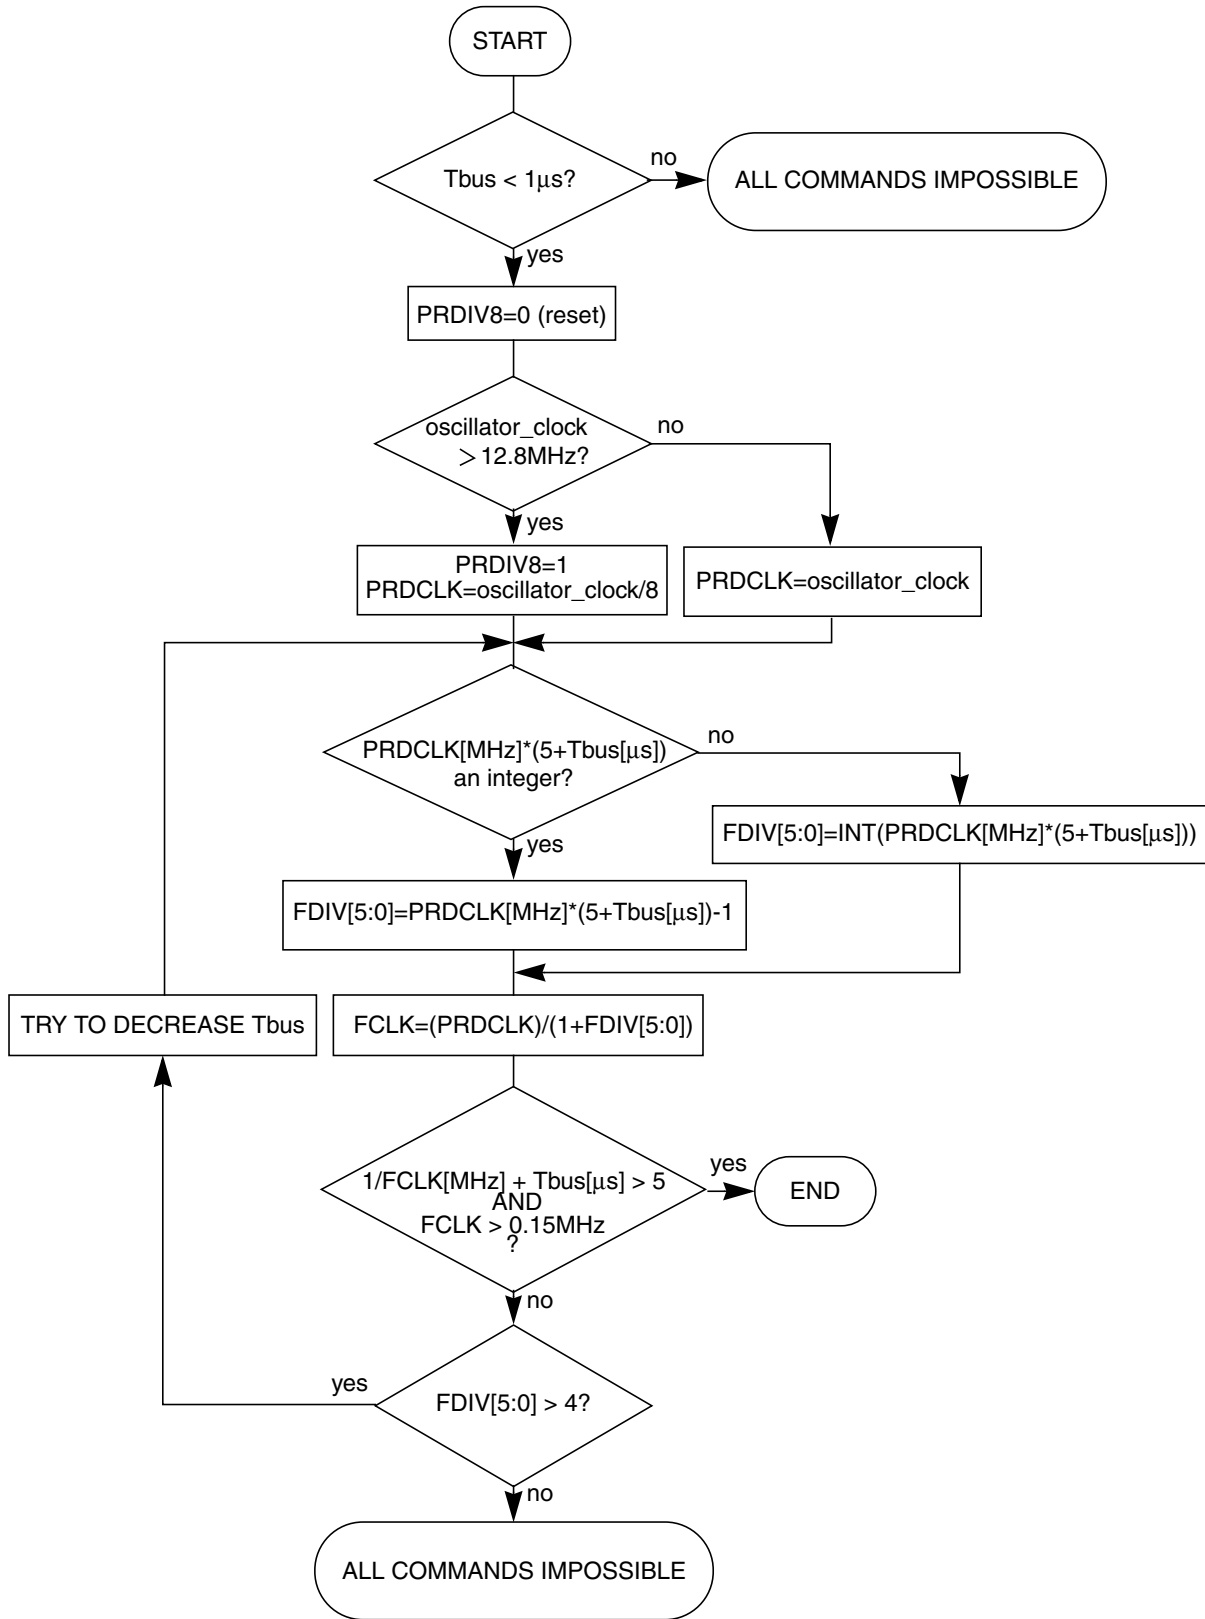 START
Tbus < 1μs?
no
ALL COMMANDS IMPOSSIBLE
yes
PRDIV8=0 (reset)
oscillator_clock
> 12.8MHz?
no
yes
PRDIV8=1
PRDCLK=oscillator_clock/8
PRDCLK=oscillator_clock
PRDCLK[MHz]*(5+Tbus[μs])
an integer?
no
yes
FDIV[5:0]=INT(PRDCLK[MHz]*(5+Tbus[μs]))
FDIV[5:0]=PRDCLK[MHz]*(5+Tbus[μs])-1
TRY TO DECREASE Tbus
FCLK=(PRDCLK)/(1+FDIV[5:0])
1/FCLK[MHz] + Tbus[μs] > 5
AND
FCLK > 0.15MHz
?
yes
END
no
yes
FDIV[5:0] > 4?
no
ALL COMMANDS IMPOSSIBLE